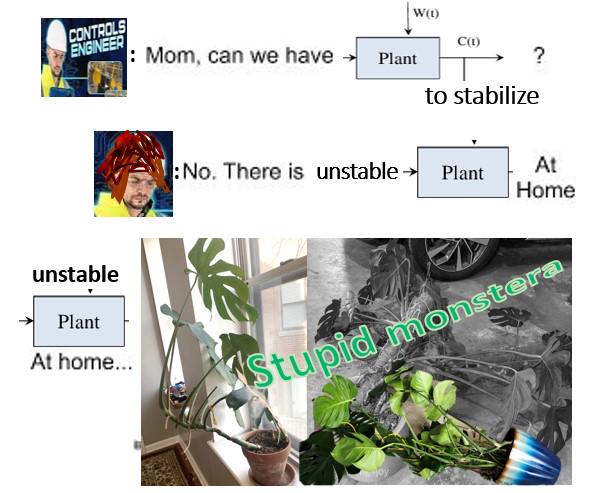 CONTROLS
ENGINEER
: Mom, can we have
W(t)
Plant
C(t)
?
to stabilize
:No. There is unstable
Plant
At
Home
unstable
Plant
At home...
Stupid monstera